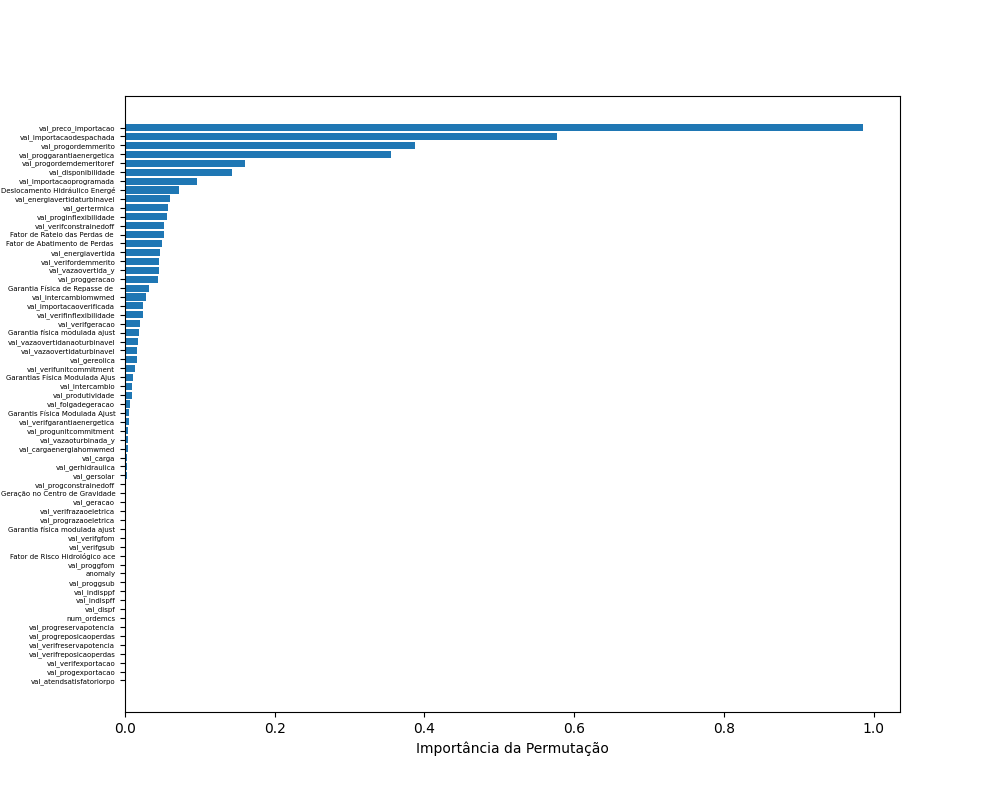 val_preco_importacao
val_importacaodespachada
val_progordemmerito
val_proggarantiaenergetica
val_progordemdemeritoref
val_disponibilidade
val_importacaoprogramada
Deslocamento Hidráulico Energé
val_energiavertidaturbinavel
val_gertermica
val_proginflexibilidade
val_verifconstrainedoff
Fator de Rateio das Perdas de
Fator de Abatimento de Perdas
val_energiavertida
val_verifordemmerito
val_vazaovertida_y
val_proggeracao
Garantia Física de Repasse de
val_intercambiomwmed
val_importacaoverificada
val_verifinflexibilidade
val_verifgeracao
Garantia física modulada ajust
val_vazaovertidanaoturbinavel
val_vazaovertidaturbinavel
val_gereolica
val_verifunitcommitment
Garantias Física Modulada Ajus
val_intercambio
val_produtividade
val_folgadegeracao
Garantis Física Modulada Ajust
val_verifgarantiaenergetica
val_progunitcommitment
val_vazaoturbinada_y
val_cargaenergiahomwmed
val_carga
val_gerhidraulica
val_gersolar
val_progconstrainedoff
Geração no Centro de Gravidade
val_geracao
val_verifrazaoeletrica
val_prograzaoeletrica
Garantia física modulada ajust
val_verifgfom
val_verifgsub
Fator de Risco Hidrológico ace
val_proggfom
anomaly
val_proggsub
val_indisppf
val_indispff
val_dispf
num_ordemcs
val_progreservapotencia
val_progreposicaoperdas
val_verifreservapotencia
val_verifreposicaoperdas
val_verifexportacao
val_progexportacao
val_atendsatisfatoriorpo
0.0 0.2 0.4 0.6 0.8 1.0
Importância da Permutação